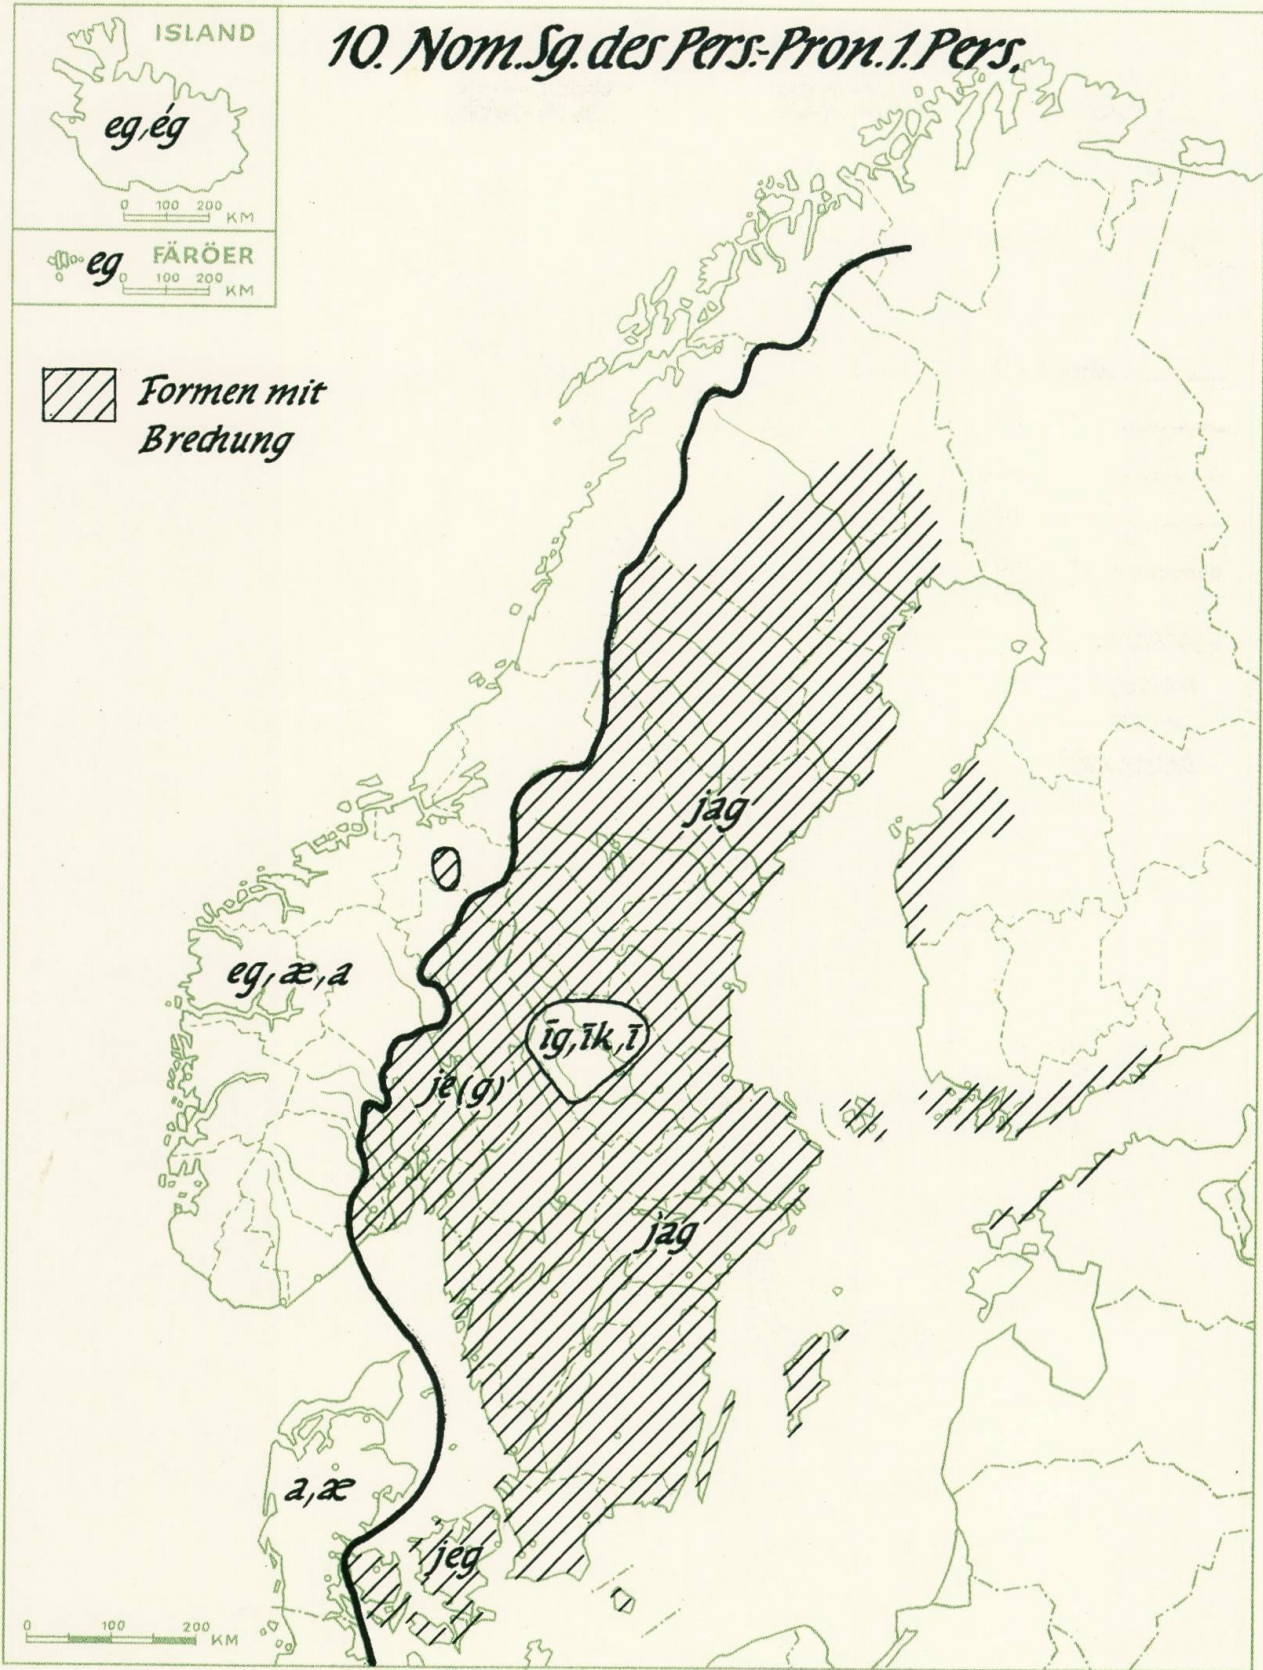 10. Nom. Sg. des Pers.-Pron. 1. Pers.
ISLAND
eg, ég
0 100 200 KM
eg
FÄRÖER
0 100 200 KM
Formen mit
Brechung
jag
eg, æ, a
īg, īk, ī
je(g)
jag
a, æ
jeg
0 100 200 KM